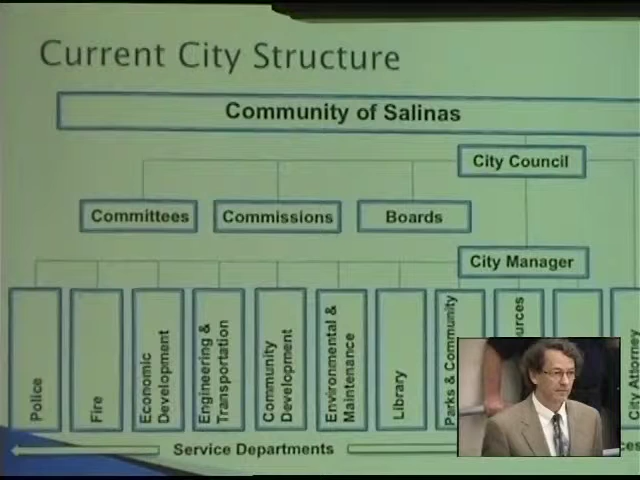 Current City Structure
Community of Salinas
City Council
Committees
Commissions
Boards
City Manager
Police
Fire
Economic
Development
Engineering &
Transportation
Community
Development
Environmental &
Maintenance
Library
Parks & Community
City Attorney
Service Departments